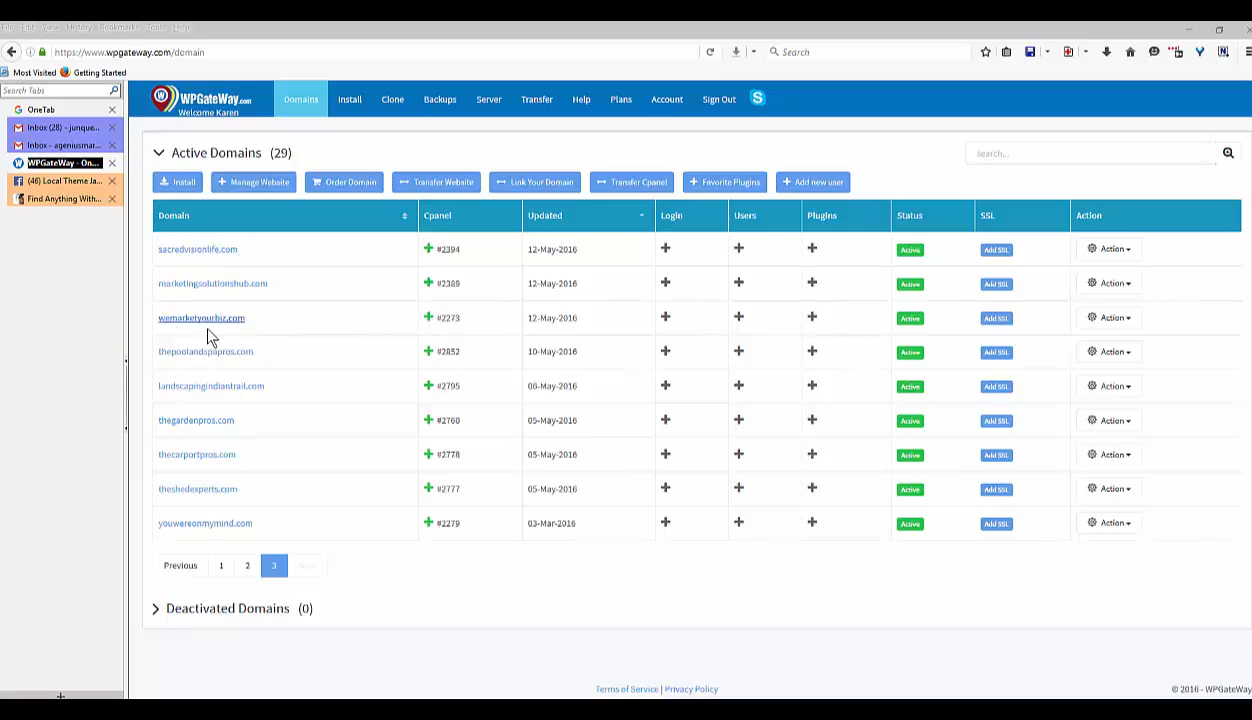 File Edit View History Bookmarks Tools Help
https://www.wpgateway.com/domain
Search
Most Visited Getting Started
Search Tabs
OneTab
Inbox (28) - junque...
Inbox - ageniusmar...
WPGateWay - On...
(46) Local Theme Ja...
Find Anything With...
WPGateWay.com
Welcome Karen
Domains Install Clone Backups Server Transfer Help Plans Account Sign Out
Active Domains (29)
search...
Install Manage Website Order Domain Transfer Website Link Your Domain Transfer Cpanel Favorite Plugins Add new user
Domain Cpanel Updated Login Users Plugins Status SSL Action
sacredvisionlife.com + #2394 12-May-2016 + + + Active Add SSL Action
marketingsolutionshub.com + #2389 12-May-2016 + + + Active Add SSL Action
wemarketyourbiz.com + #2273 12-May-2016 + + + Active Add SSL Action
thepoolandspapros.com + #2852 10-May-2016 + + + Active Add SSL Action
landscapingindiantrail.com + #2795 06-May-2016 + + + Active Add SSL Action
thegardenpros.com + #2760 05-May-2016 + + + Active Add SSL Action
thecarportpros.com + #2778 05-May-2016 + + + Active Add SSL Action
theshedexperts.com + #2777 05-May-2016 + + + Active Add SSL Action
youwereonmymind.com + #2279 03-Mar-2016 + + + Active Add SSL Action
Previous 1 2 3 Next
Deactivated Domains (0)
Terms of Service | Privacy Policy
© 2016 - WPGateWay